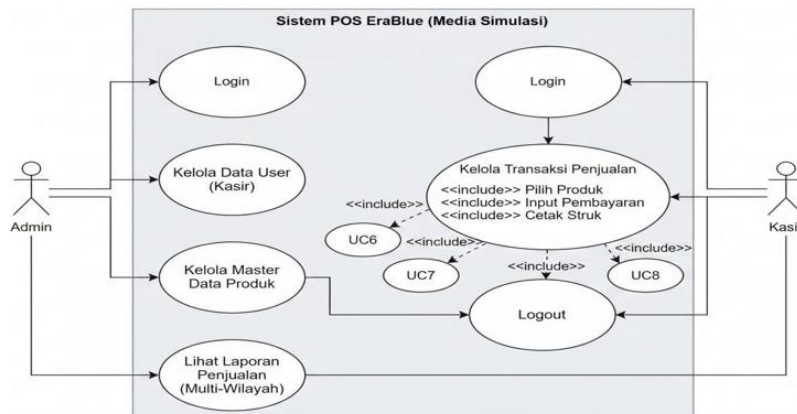 Sistem POS EraBlue (Media Simulasi)
Login
Login
Kelola Data User
(Kasir)
Kelola Transaksi Penjualan
<<include>> Pilih Produk
<<include>> Input Pembayaran
<<include>> Cetak Struk
<<include>>
Admin
Kasi
UC6
<<include>>
<<include>>
<<include>>
UC7
UC8
Kelola Master
Data Produk
Logout
Lihat Laporan
Penjualan
(Multi-Wilayah)